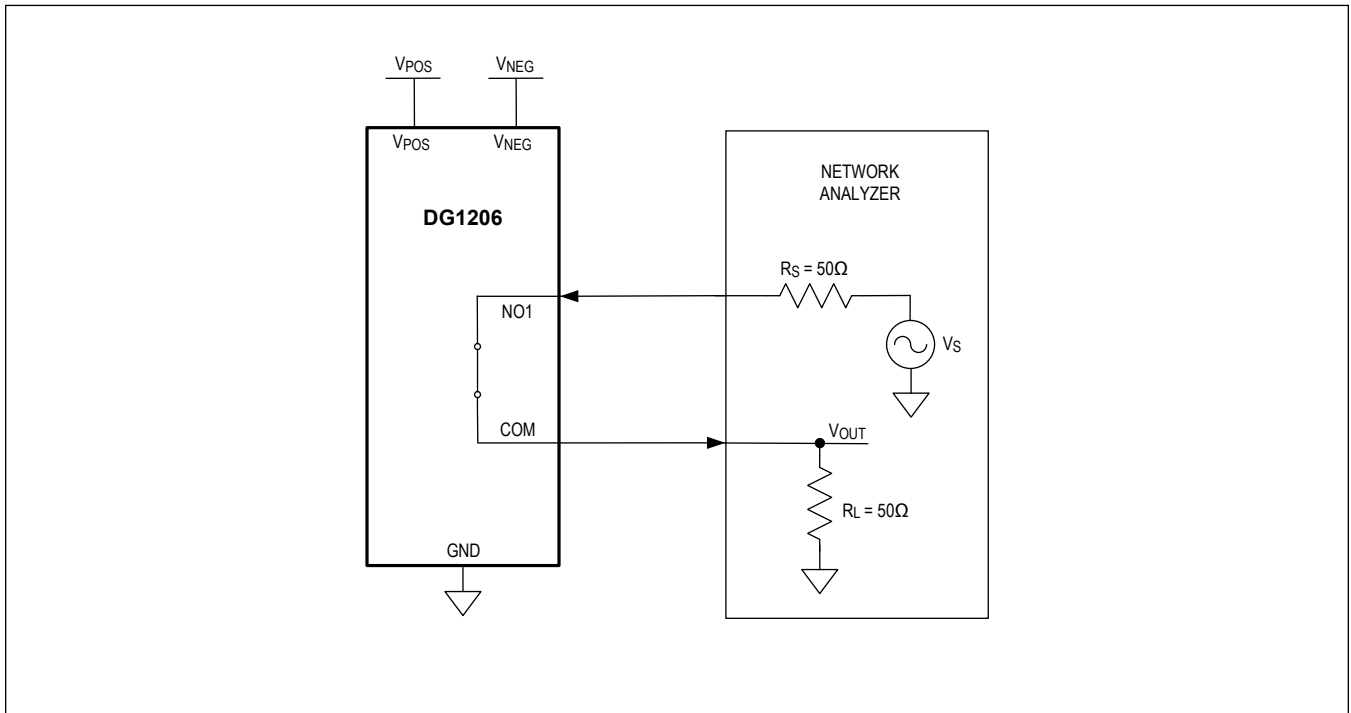 VPOS VNEG
VPOS VNEG
DG1206
NETWORK
ANALYZER
RS = 50Ω
NO1
VS
COM
VOUT
RL = 50Ω
GND